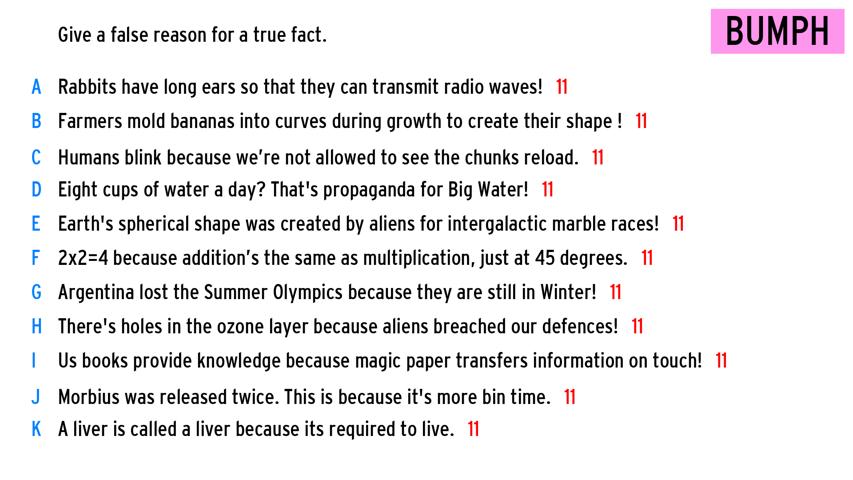 Give a false reason for a true fact.
BUMPH
A Rabbits have long ears so that they can transmit radio waves! 11
B Farmers mold bananas into curves during growth to create their shape ! 11
C Humans blink because we’re not allowed to see the chunks reload. 11
D Eight cups of water a day? That's propaganda for Big Water! 11
E Earth's spherical shape was created by aliens for intergalactic marble races! 11
F 2x2=4 because addition’s the same as multiplication, just at 45 degrees. 11
G Argentina lost the Summer Olympics because they are still in Winter! 11
H There's holes in the ozone layer because aliens breached our defences! 11
I Us books provide knowledge because magic paper transfers information on touch! 11
J Morbius was released twice. This is because it's more bin time. 11
K A liver is called a liver because its required to live. 11